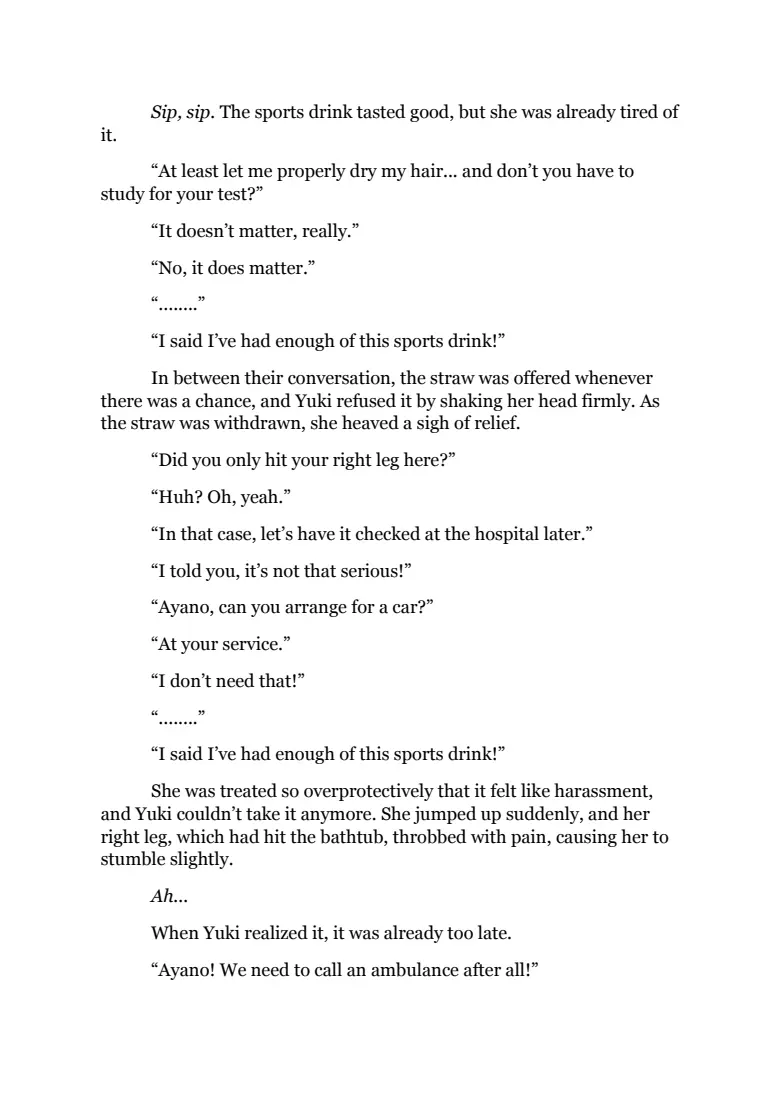 Sip, sip. The sports drink tasted good, but she was already tired of
it.
“At least let me properly dry my hair... and don’t you have to
study for your test?”
“It doesn’t matter, really.”
“No, it does matter.”
“........”
“I said I’ve had enough of this sports drink!”
In between their conversation, the straw was offered whenever
there was a chance, and Yuki refused it by shaking her head firmly. As
the straw was withdrawn, she heaved a sigh of relief.
“Did you only hit your right leg here?”
“Huh? Oh, yeah.”
“In that case, let’s have it checked at the hospital later.”
“I told you, it’s not that serious!”
“Ayano, can you arrange for a car?”
“At your service.”
“I don’t need that!”
“........”
“I said I’ve had enough of this sports drink!”
She was treated so overprotectively that it felt like harassment,
and Yuki couldn’t take it anymore. She jumped up suddenly, and her
right leg, which had hit the bathtub, throbbed with pain, causing her to
stumble slightly.
Ah...
When Yuki realized it, it was already too late.
“Ayano! We need to call an ambulance after all!”